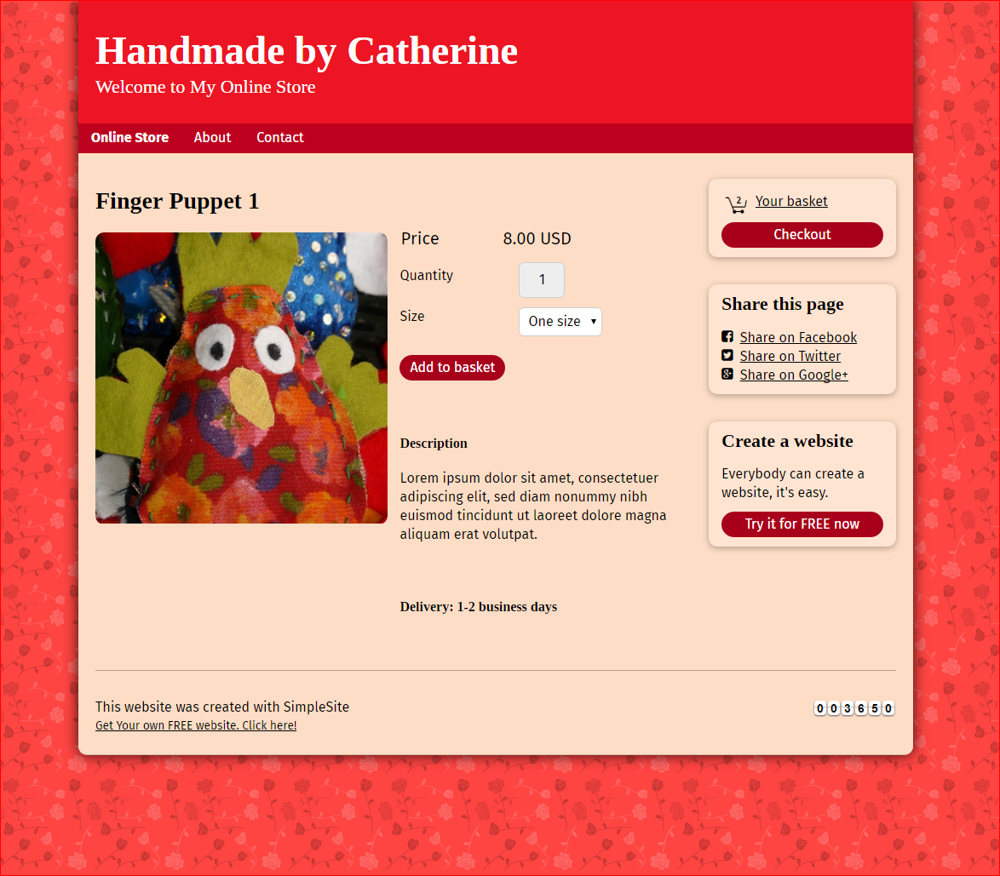 Handmade by Catherine
Welcome to My Online Store
Online Store About Contact
Finger Puppet 1
Price 8.00 USD
Quantity 1
Size One size
Add to basket
Description
Lorem ipsum dolor sit amet, consectetuer
adipiscing elit, sed diam nonummy nibh
euismod tincidunt ut laoreet dolore magna
aliquam erat volutpat.
Delivery: 1-2 business days
2 Your basket
Checkout
Share this page
Share on Facebook
Share on Twitter
Share on Google+
Create a website
Everybody can create a
website, it's easy.
Try it for FREE now
This website was created with SimpleSite
Get Your own FREE website. Click here!
003650